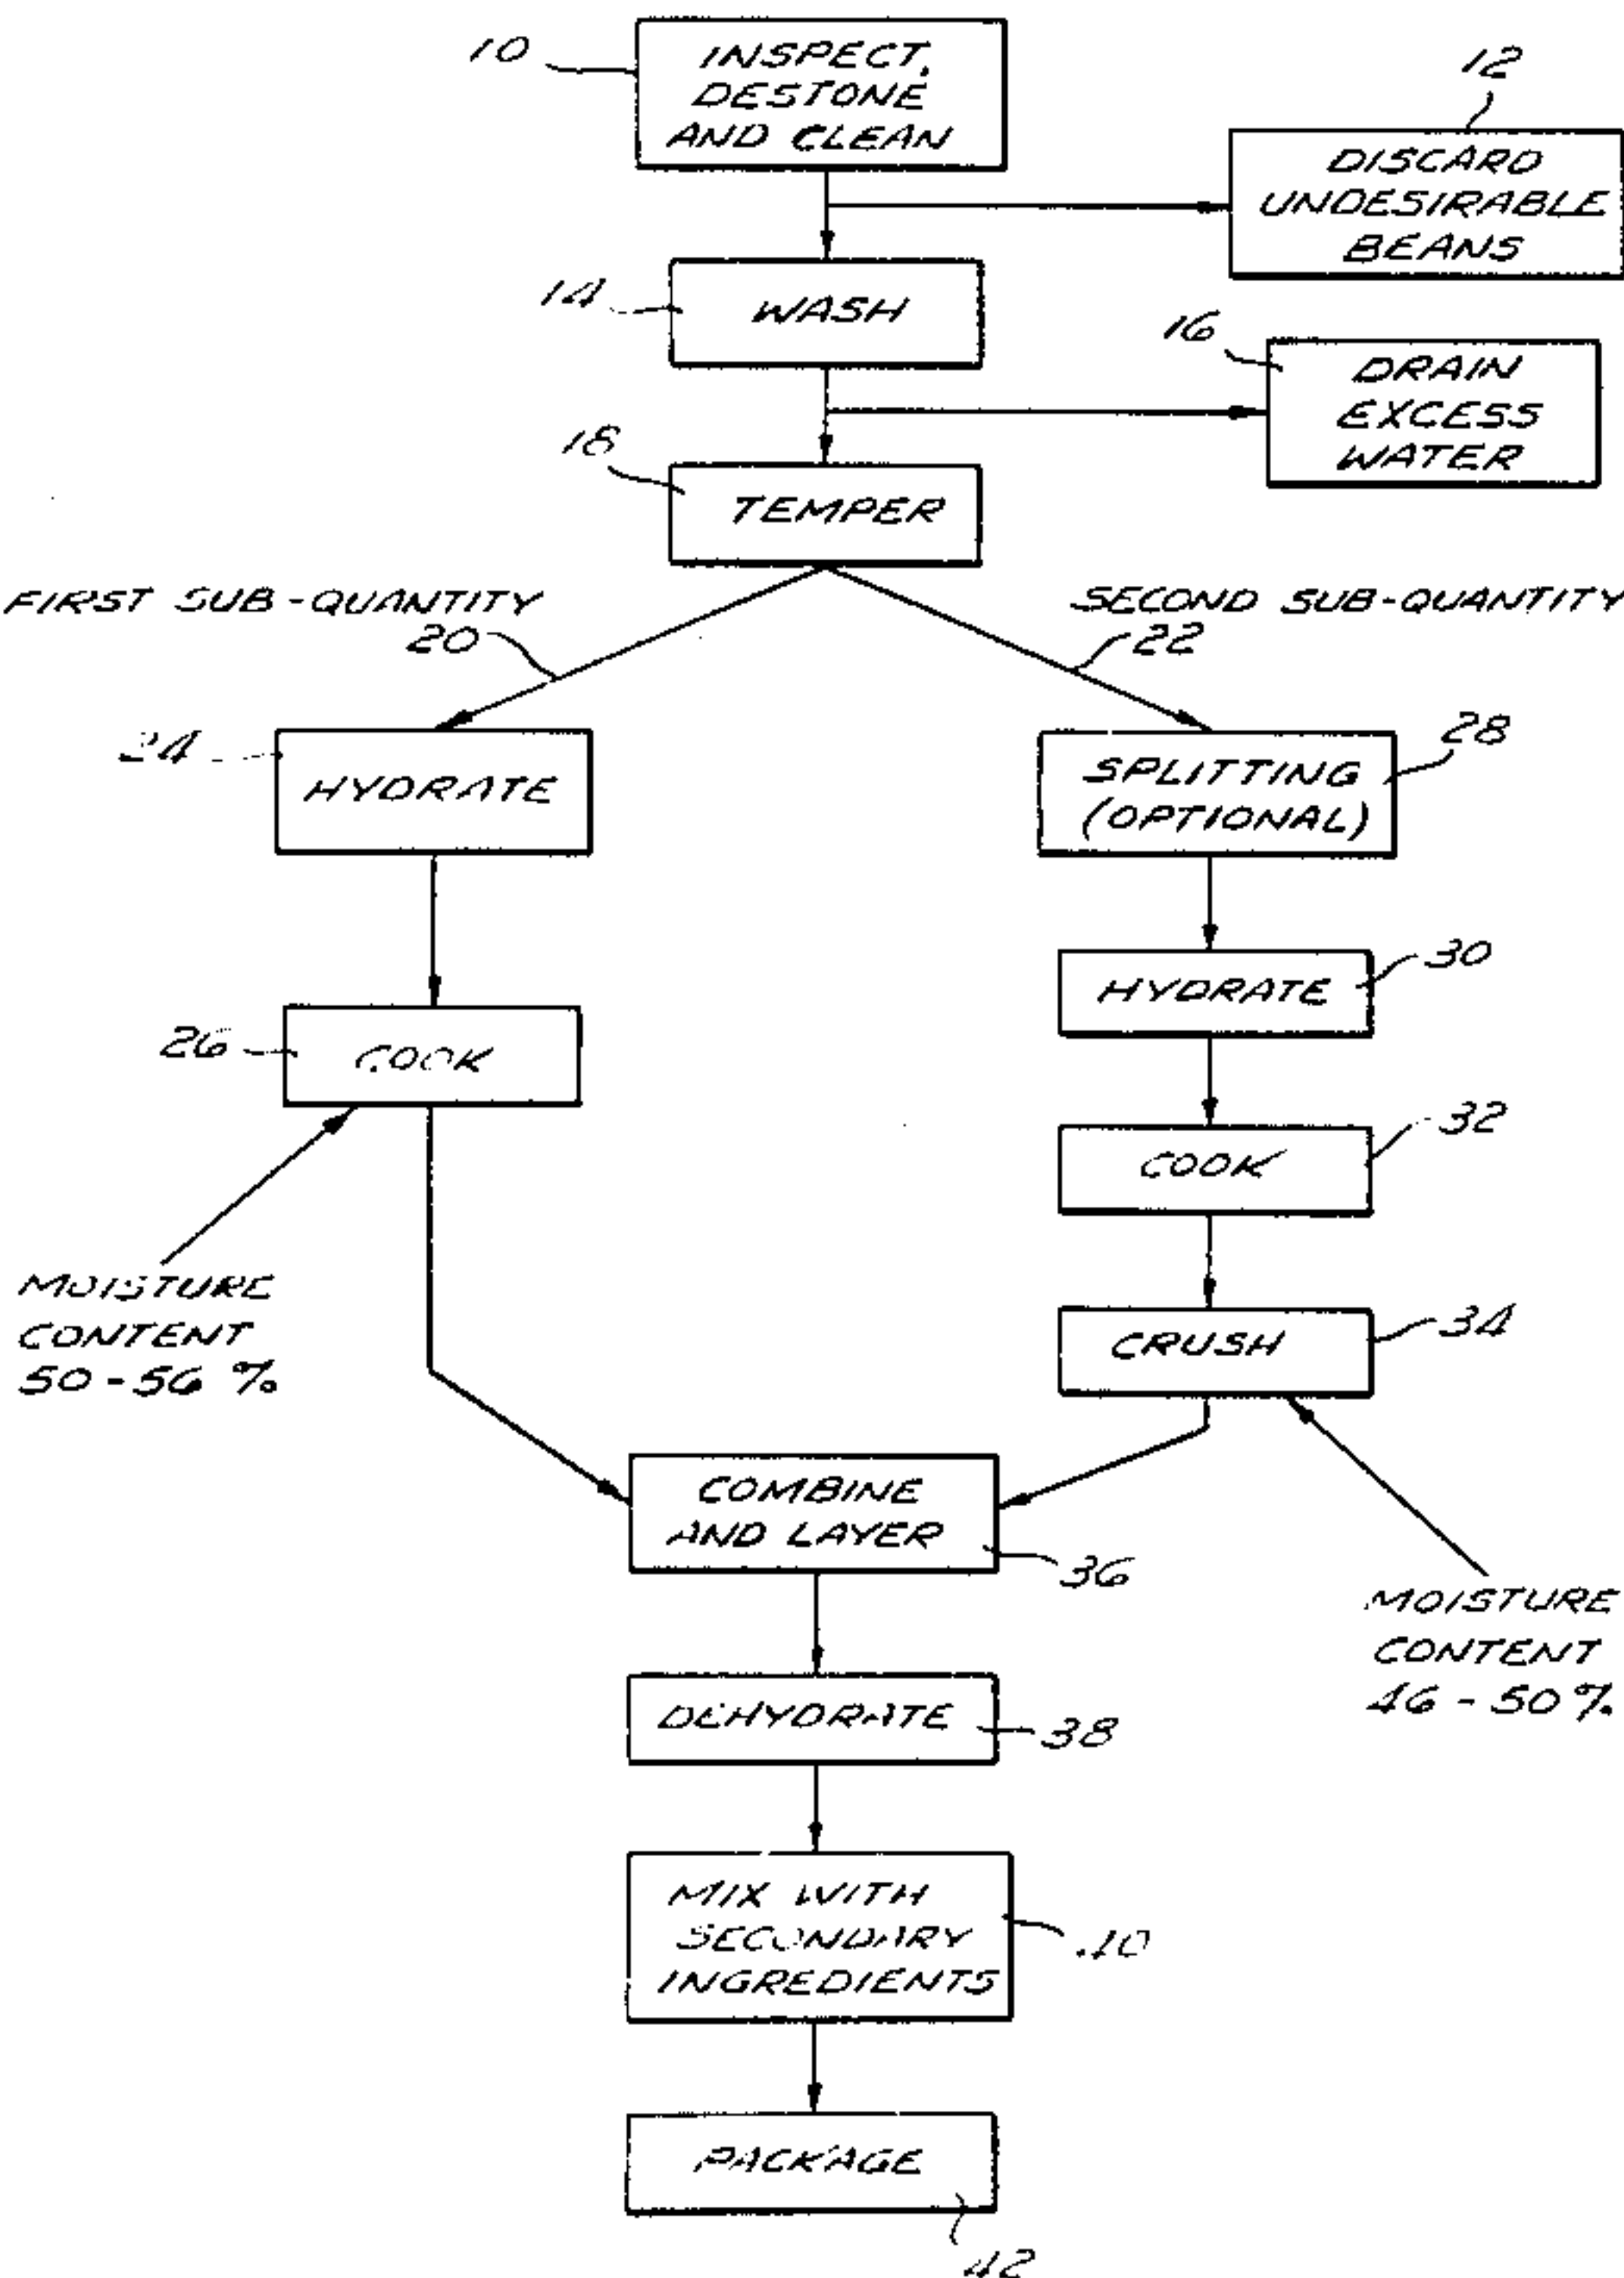 10
INSPECT,
DESTONE
AND CLEAN
12
DISCARD
UNDESIRABLE
BEANS
14
WASH
16
DRAIN
EXCESS
WATER
18
TEMPER
FIRST SUB-QUANTITY
20
SECOND SUB-QUANTITY
22
24
HYDRATE
28
SPLITTING
(OPTIONAL)
30
HYDRATE
26
COOK
32
COOK
MOISTURE
CONTENT
50-56 %
34
CRUSH
COMBINE
AND LAYER
36
MOISTURE
CONTENT
46-50%
DEHYDRATE
38
MIX WITH
SECONDARY
INGREDIENTS
40
PACKAGE
42